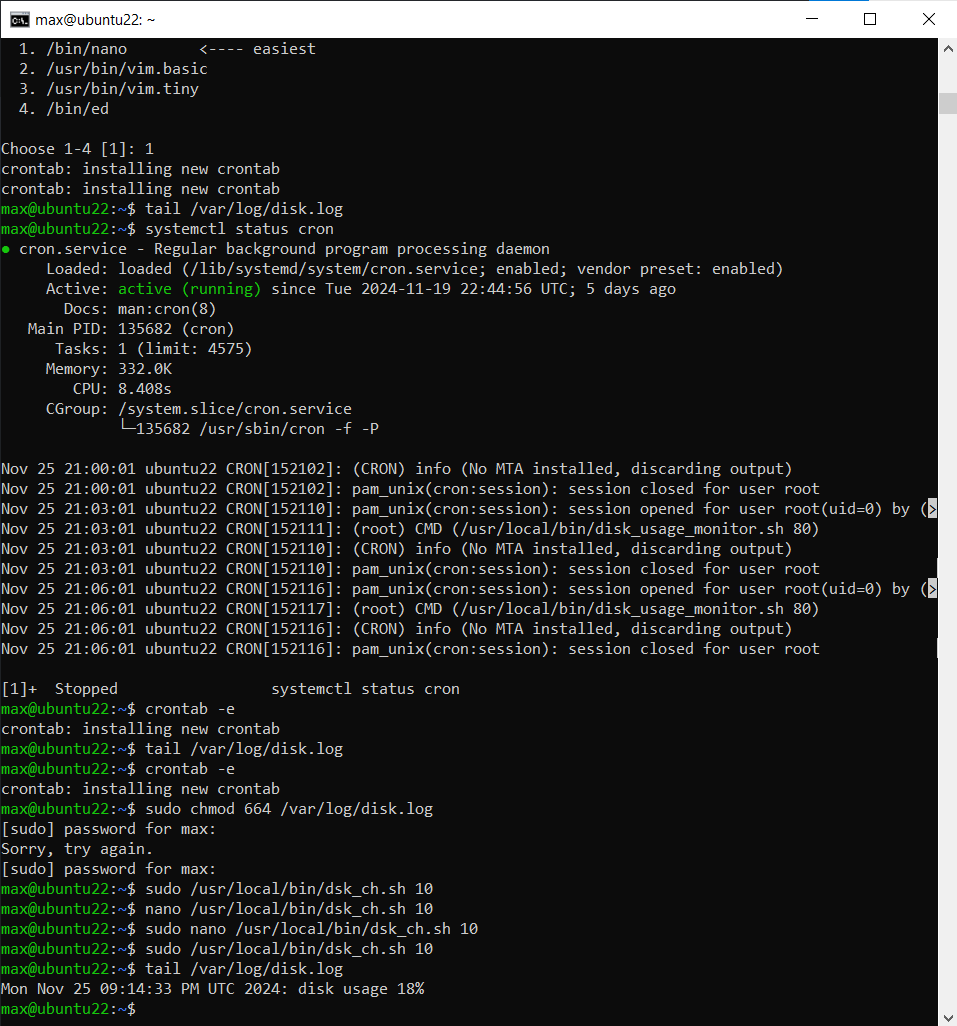 max@ubuntu22: ~
1. /bin/nano        <---- easiest
2. /usr/bin/vim.basic
3. /usr/bin/vim.tiny
4. /bin/ed
Choose 1-4 [1]: 1
crontab: installing new crontab
crontab: installing new crontab
max@ubuntu22:~$ tail /var/log/disk.log
max@ubuntu22:~$ systemctl status cron
● cron.service - Regular background program processing daemon
Loaded: loaded (/lib/systemd/system/cron.service; enabled; vendor preset: enabled)
Active: active (running) since Tue 2024-11-19 22:44:56 UTC; 5 days ago
Docs: man:cron(8)
Main PID: 135682 (cron)
Tasks: 1 (limit: 4575)
Memory: 332.0K
CPU: 8.408s
CGroup: /system.slice/cron.service
└─135682 /usr/sbin/cron -f -P
Nov 25 21:00:01 ubuntu22 CRON[152102]: (CRON) info (No MTA installed, discarding output)
Nov 25 21:00:01 ubuntu22 CRON[152102]: pam_unix(cron:session): session closed for user root
Nov 25 21:03:01 ubuntu22 CRON[152110]: pam_unix(cron:session): session opened for user root(uid=0) by (>
Nov 25 21:03:01 ubuntu22 CRON[152111]: (root) CMD (/usr/local/bin/disk_usage_monitor.sh 80)
Nov 25 21:03:01 ubuntu22 CRON[152110]: (CRON) info (No MTA installed, discarding output)
Nov 25 21:03:01 ubuntu22 CRON[152110]: pam_unix(cron:session): session closed for user root
Nov 25 21:06:01 ubuntu22 CRON[152116]: pam_unix(cron:session): session opened for user root(uid=0) by (>
Nov 25 21:06:01 ubuntu22 CRON[152117]: (root) CMD (/usr/local/bin/disk_usage_monitor.sh 80)
Nov 25 21:06:01 ubuntu22 CRON[152116]: (CRON) info (No MTA installed, discarding output)
Nov 25 21:06:01 ubuntu22 CRON[152116]: pam_unix(cron:session): session closed for user root
[1]+  Stopped                 systemctl status cron
max@ubuntu22:~$ crontab -e
crontab: installing new crontab
max@ubuntu22:~$ tail /var/log/disk.log
max@ubuntu22:~$ crontab -e
crontab: installing new crontab
max@ubuntu22:~$ sudo chmod 664 /var/log/disk.log
[sudo] password for max:
Sorry, try again.
[sudo] password for max:
max@ubuntu22:~$ sudo /usr/local/bin/dsk_ch.sh 10
max@ubuntu22:~$ nano /usr/local/bin/dsk_ch.sh 10
max@ubuntu22:~$ sudo nano /usr/local/bin/dsk_ch.sh 10
max@ubuntu22:~$ sudo /usr/local/bin/dsk_ch.sh 10
max@ubuntu22:~$ tail /var/log/disk.log
Mon Nov 25 09:14:33 PM UTC 2024: disk usage 18%
max@ubuntu22:~$